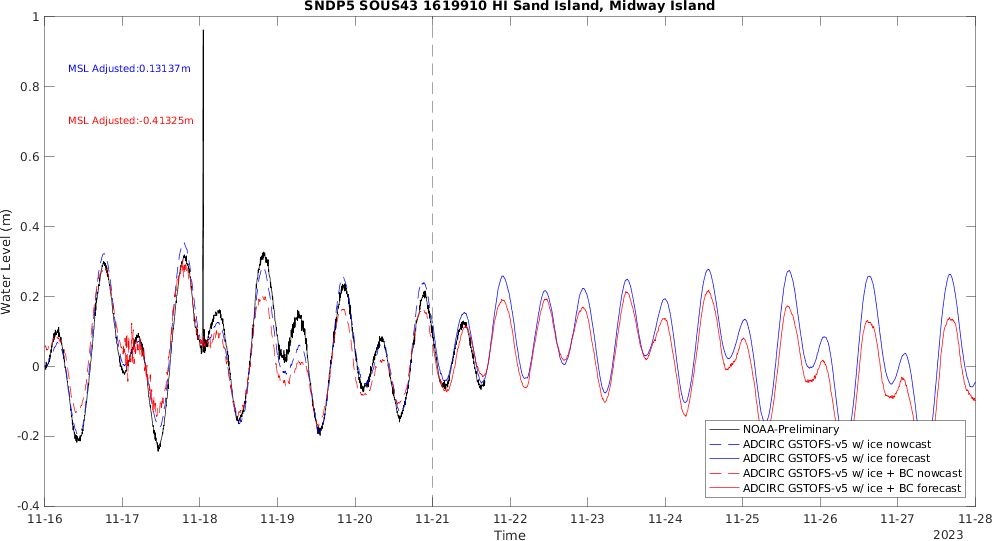 SNDP5 SOUS43 1619910 HI Sand Island, Midway Island
Water Level (m)
1
0.8
0.6
0.4
0.2
0
-0.2
-0.4
MSL Adjusted:0.13137m
MSL Adjusted:-0.41325m
NOAA-Preliminary
ADCIRC GSTOFS-v5 w/ ice nowcast
ADCIRC GSTOFS-v5 w/ ice forecast
ADCIRC GSTOFS-v5 w/ ice + BC nowcast
ADCIRC GSTOFS-v5 w/ ice + BC forecast
11-16 11-17 11-18 11-19 11-20 11-21 11-22 11-23 11-24 11-25 11-26 11-27 11-28
Time
2023